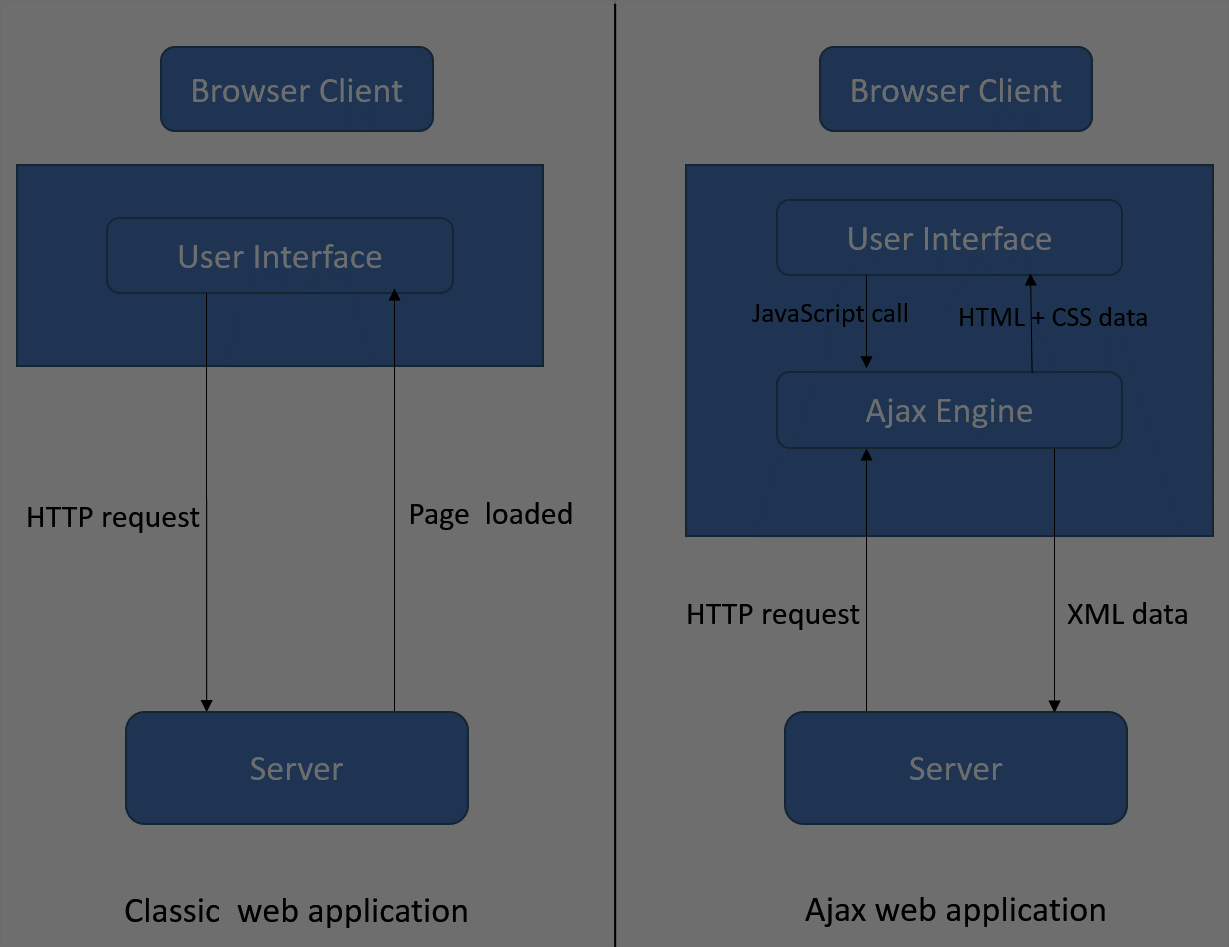 Browser Client
User Interface
HTTP request
Page loaded
Server
Classic web application
Browser Client
User Interface
JavaScript call
HTML + CSS data
Ajax Engine
HTTP request
XML data
Server
Ajax web application